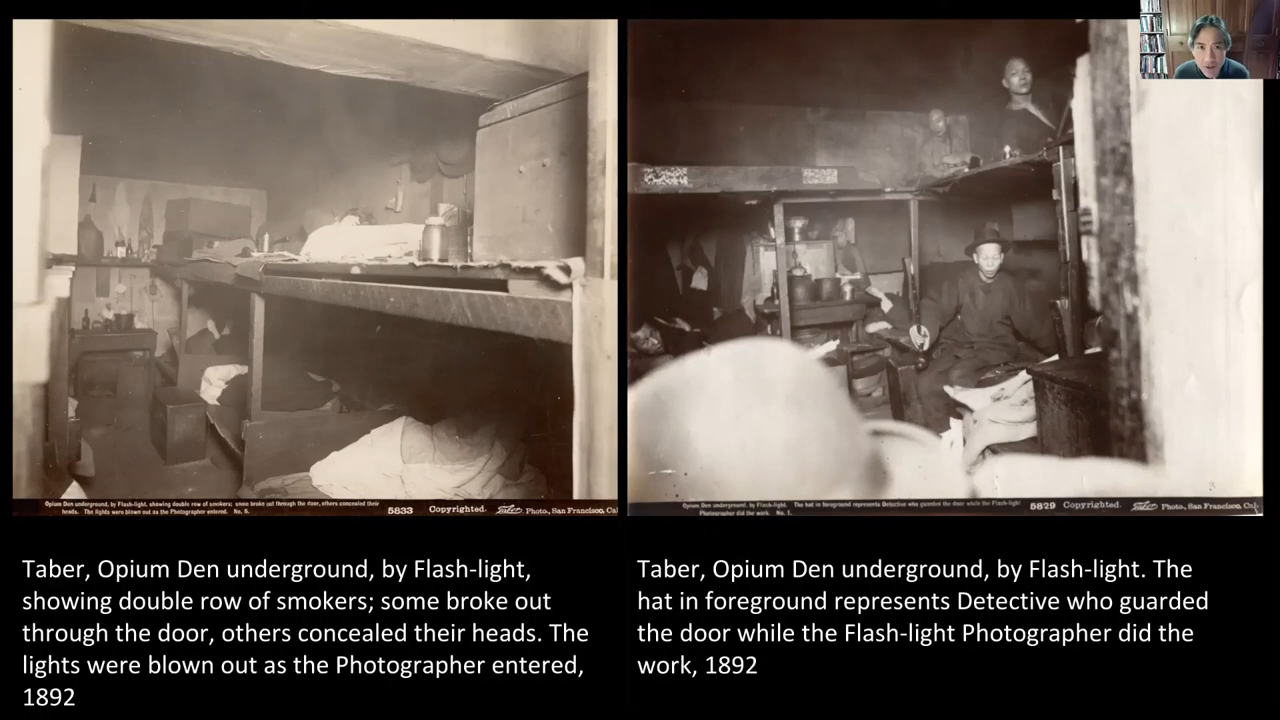 Opium Den underground, by Flash-light, showing double row of smokers; some broke out through the door, others concealed their
heads. The lights were blown out as the Photographer entered. No. 5.
5833 Copyrighted. Taber Photo., San Francisco, Cal
Opium Den underground, by Flash-light. The hat in foreground represents Detective who guarded the door while the Flash-light
Photographer did the work. No. 1.
5829 Copyrighted. Taber Photo., San Francisco, Cal
Taber, Opium Den underground, by Flash-light,
showing double row of smokers; some broke out
through the door, others concealed their heads. The
lights were blown out as the Photographer entered,
1892
Taber, Opium Den underground, by Flash-light. The
hat in foreground represents Detective who guarded
the door while the Flash-light Photographer did the
work, 1892